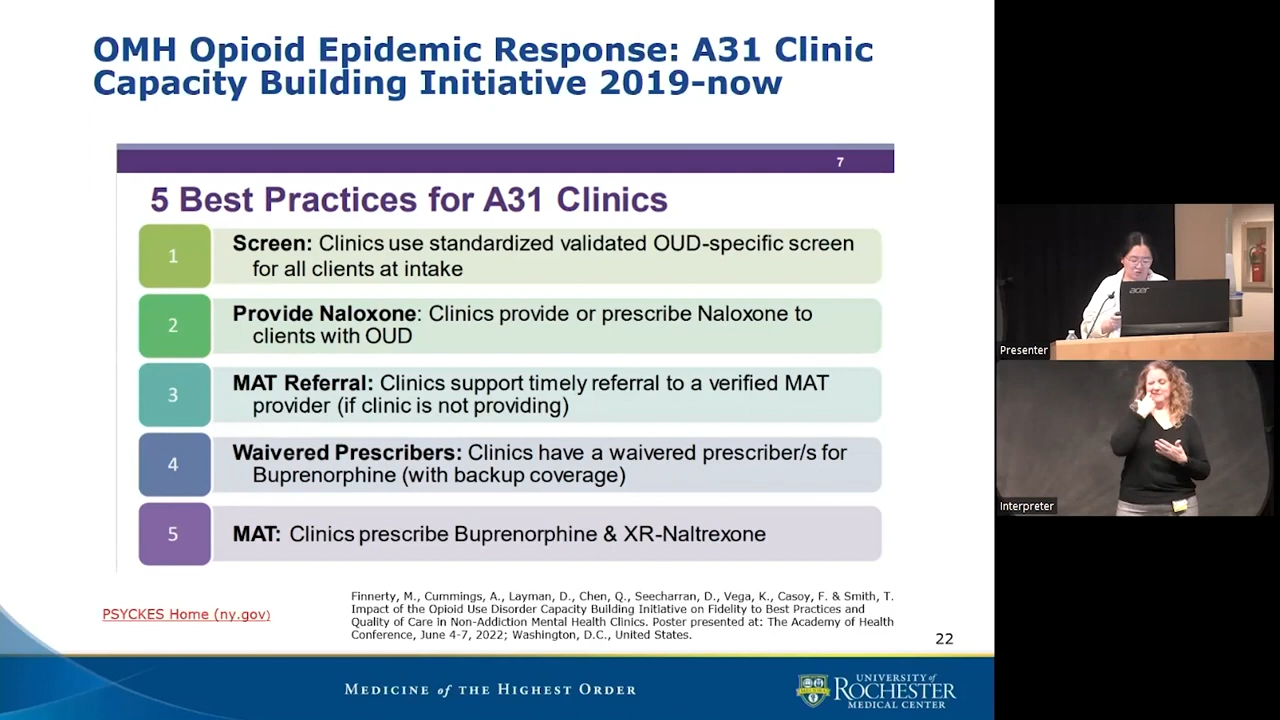 OMH Opioid Epidemic Response: A31 Clinic
Capacity Building Initiative 2019-now
7
5 Best Practices for A31 Clinics
1
Screen: Clinics use standardized validated OUD-specific screen
for all clients at intake
2
Provide Naloxone: Clinics provide or prescribe Naloxone to
clients with OUD
3
MAT Referral: Clinics support timely referral to a verified MAT
provider (if clinic is not providing)
4
Waivered Prescribers: Clinics have a waivered prescriber/s for
Buprenorphine (with backup coverage)
5
MAT: Clinics prescribe Buprenorphine & XR-Naltrexone
PSYCKES Home (ny.gov)
Finnerty, M., Cummings, A., Layman, D., Chen, Q., Seecharran, D., Vega, K., Casoy, F. & Smith, T.
Impact of the Opioid Use Disorder Capacity Building Initiative on Fidelity to Best Practices and
Quality of Care in Non-Addiction Mental Health Clinics. Poster presented at: The Academy of Health
Conference, June 4-7, 2022; Washington, D.C., United States.
22
MEDICINE of THE HIGHEST ORDER
UNIVERSITY of
ROCHESTER
MEDICAL CENTER
acer
Presenter
Interpreter